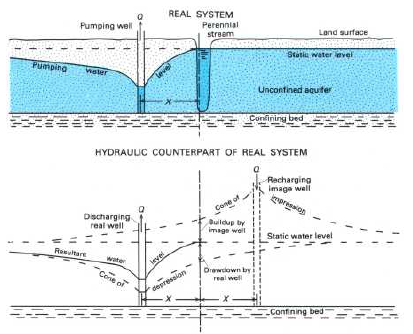 REAL SYSTEM
Pumping well
Q
Perennial
stream
Land surface
Static water level
Pumping water level
Unconfined aquifer
X
Confining bed
HYDRAULIC COUNTERPART OF REAL SYSTEM
Q
Q
Recharging
image well
Discharging
real well
Cone of impression
Buildup by
image well
Static water level
Resultant water level
Cone of depression
Drawdown by
real well
X
X
Confining bed